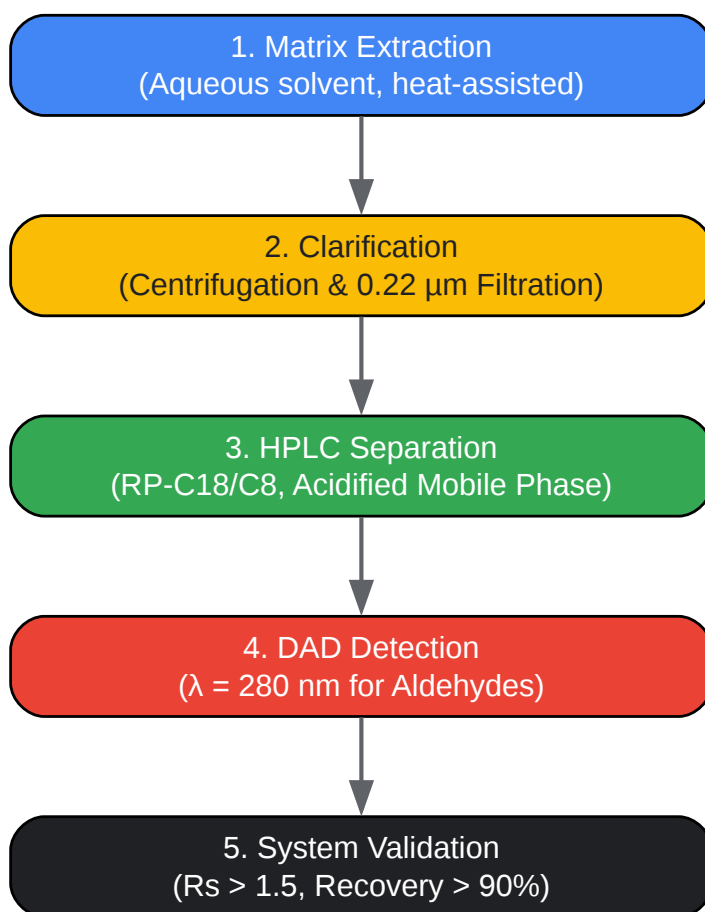 1. Matrix Extraction
(Aqueous solvent, heat-assisted)
2. Clarification
(Centrifugation & 0.22 µm Filtration)
3. HPLC Separation
(RP-C18/C8, Acidified Mobile Phase)
4. DAD Detection
(λ = 280 nm for Aldehydes)
5. System Validation
(Rs > 1.5, Recovery > 90%)